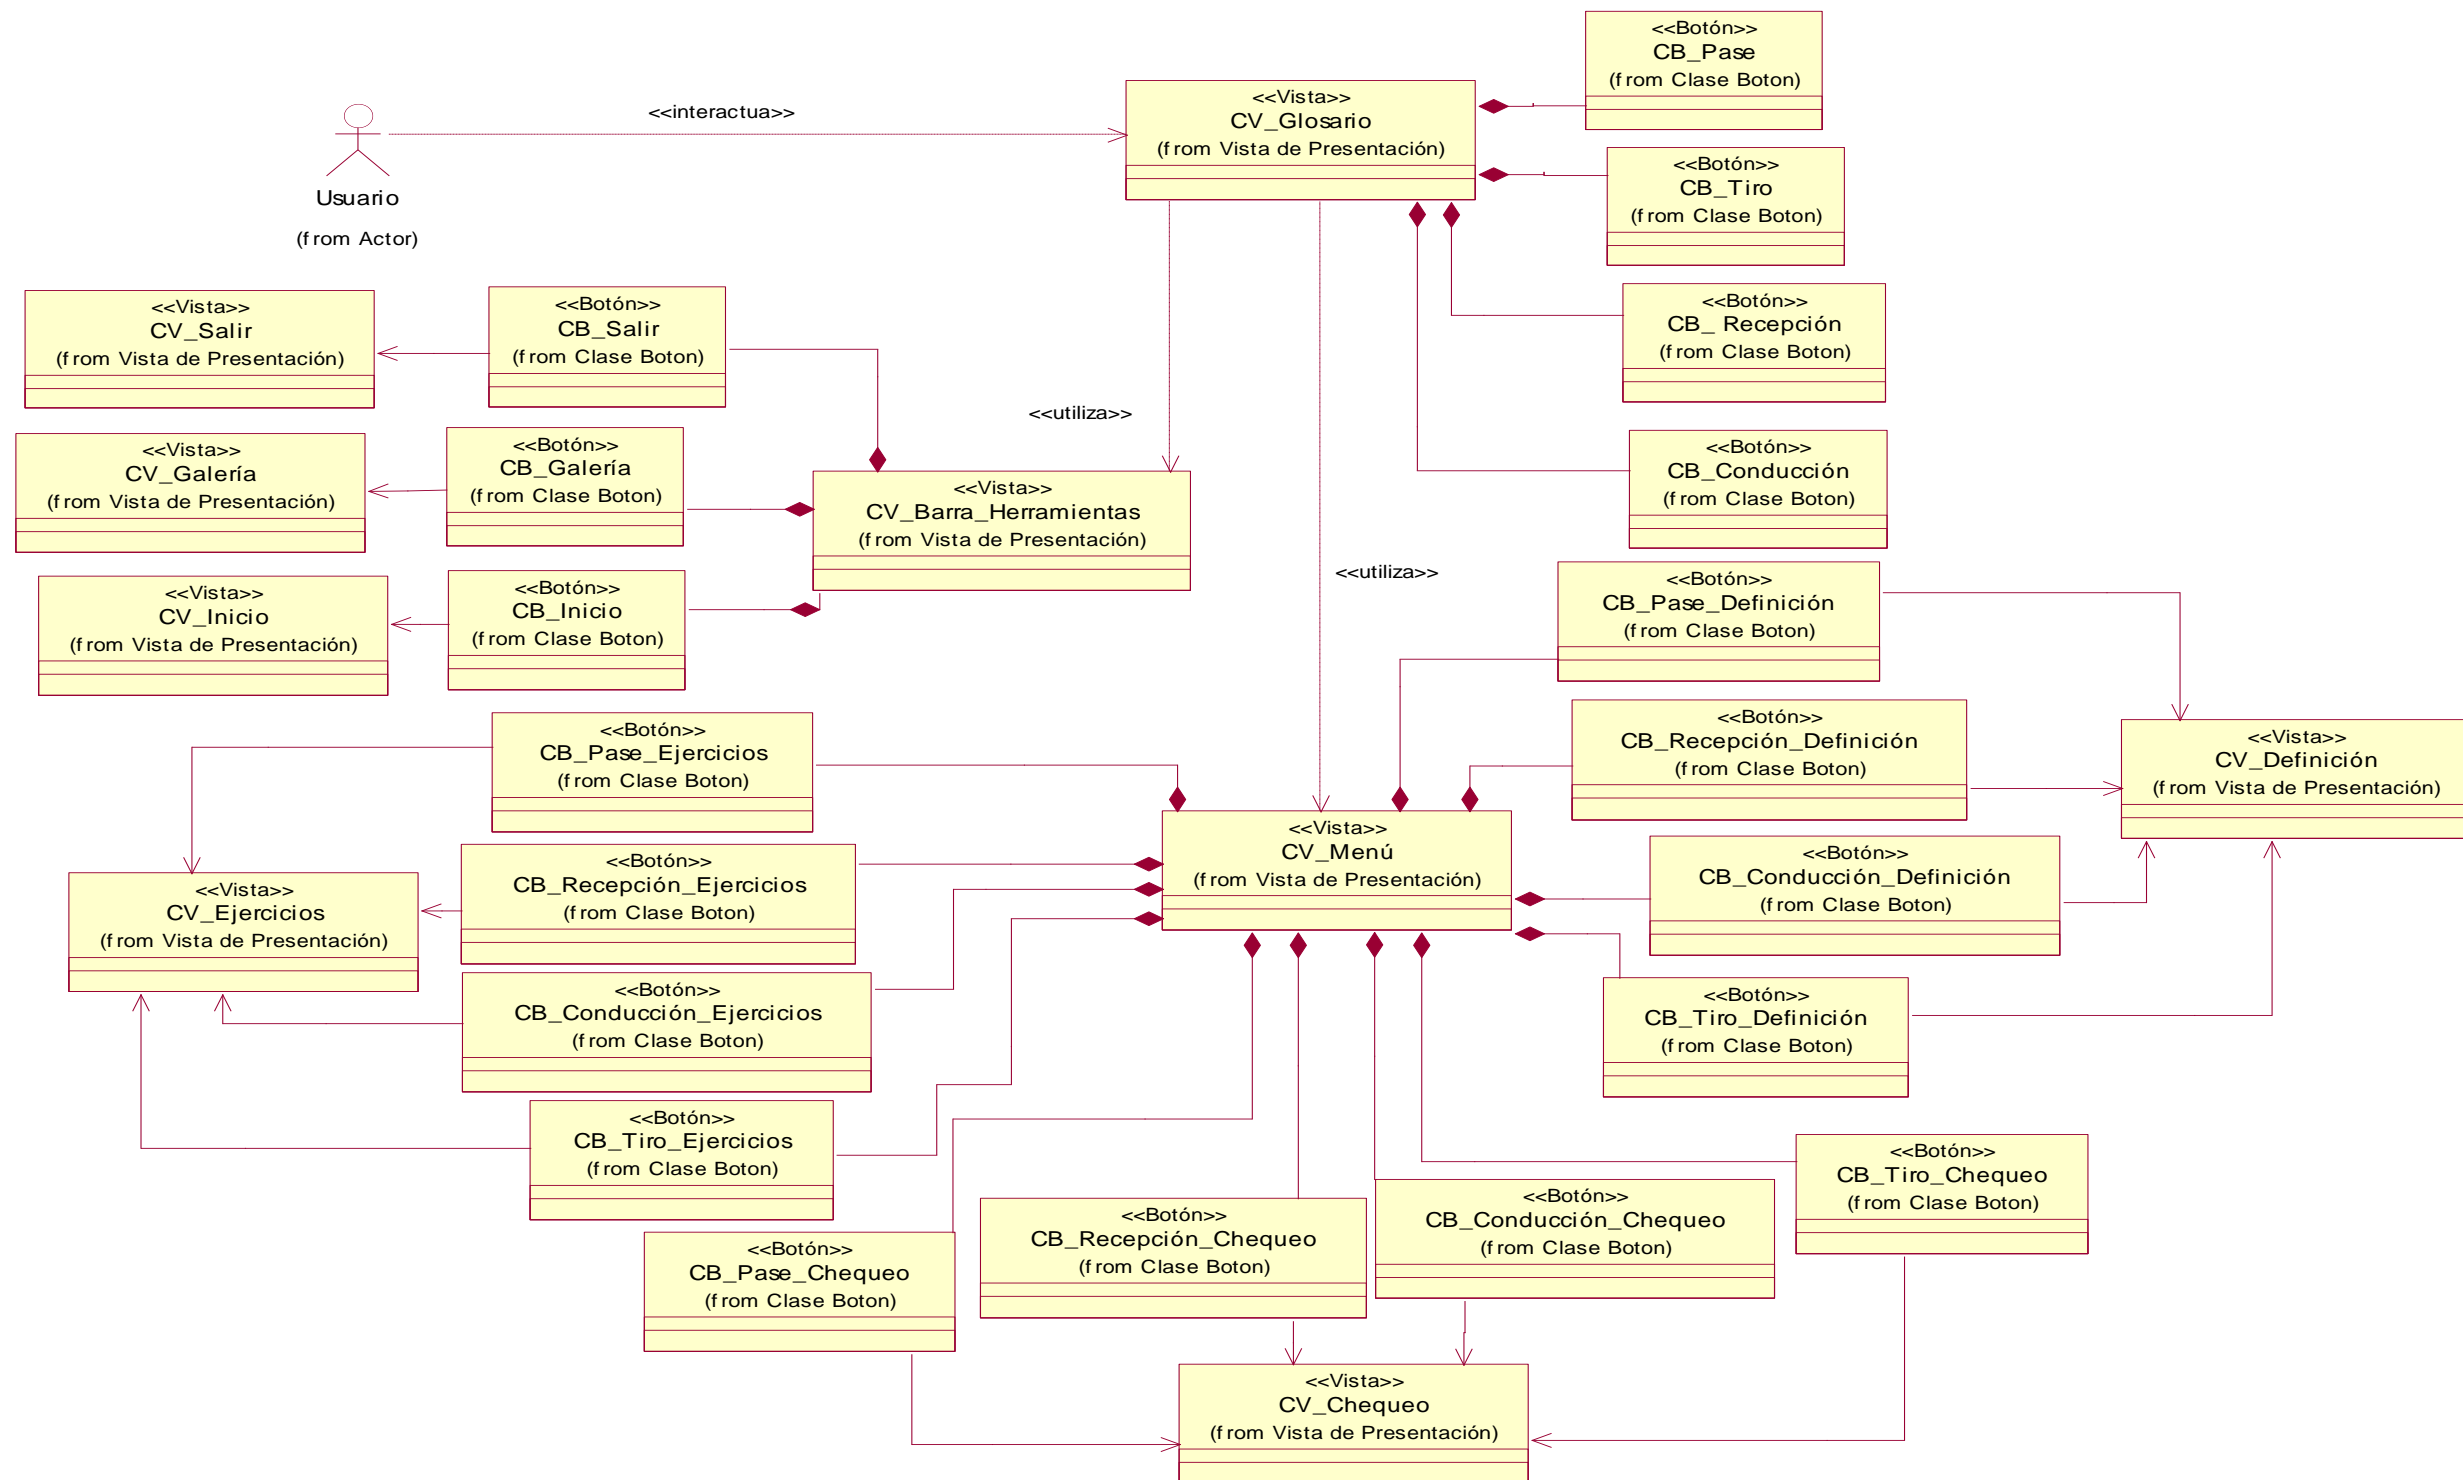 <<Botón>>
CB_Pase
(from Clase Boton)
<<interactua>>
<<Vista>>
CV_Glosario
(from Vista de Presentación)
Usuario
(from Actor)
<<Botón>>
CB_Tiro
(from Clase Boton)
<<Vista>>
CV_Salir
(from Vista de Presentación)
<<Botón>>
CB_Salir
(from Clase Boton)
<<Botón>>
CB_ Recepción
(from Clase Boton)
<<utiliza>>
<<Vista>>
CV_Galería
(from Vista de Presentación)
<<Botón>>
CB_Galería
(from Clase Boton)
<<Vista>>
CV_Barra_Herramientas
(from Vista de Presentación)
<<Botón>>
CB_Conducción
(from Clase Boton)
<<Vista>>
CV_Inicio
(from Vista de Presentación)
<<Botón>>
CB_Inicio
(from Clase Boton)
<<utiliza>>
<<Botón>>
CB_Pase_Definición
(from Clase Boton)
<<Botón>>
CB_Pase_Ejercicios
(from Clase Boton)
<<Botón>>
CB_Recepción_Definición
(from Clase Boton)
<<Vista>>
CV_Definición
(from Vista de Presentación)
<<Vista>>
CV_Menú
(from Vista de Presentación)
<<Vista>>
CV_Ejercicios
(from Vista de Presentación)
<<Botón>>
CB_Recepción_Ejercicios
(from Clase Boton)
<<Botón>>
CB_Conducción_Definición
(from Clase Boton)
<<Botón>>
CB_Conducción_Ejercicios
(from Clase Boton)
<<Botón>>
CB_Tiro_Definición
(from Clase Boton)
<<Botón>>
CB_Tiro_Ejercicios
(from Clase Boton)
<<Botón>>
CB_Tiro_Chequeo
(from Clase Boton)
<<Botón>>
CB_Pase_Chequeo
(from Clase Boton)
<<Botón>>
CB_Recepción_Chequeo
(from Clase Boton)
<<Botón>>
CB_Conducción_Chequeo
(from Clase Boton)
<<Vista>>
CV_Chequeo
(from Vista de Presentación)